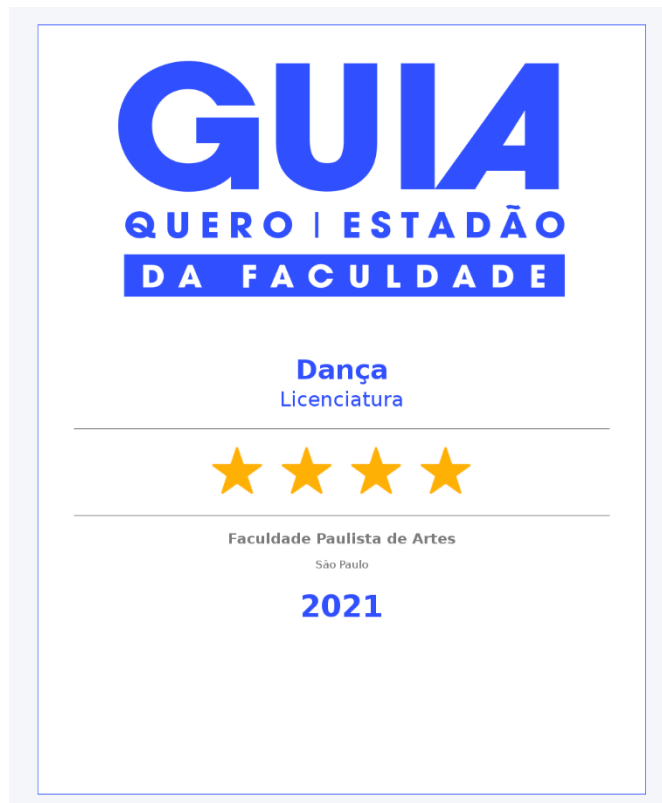 GUIA
QUERO | ESTADÃO
DA FACULDADE
Dança
Licenciatura
Faculdade Paulista de Artes
São Paulo
2021